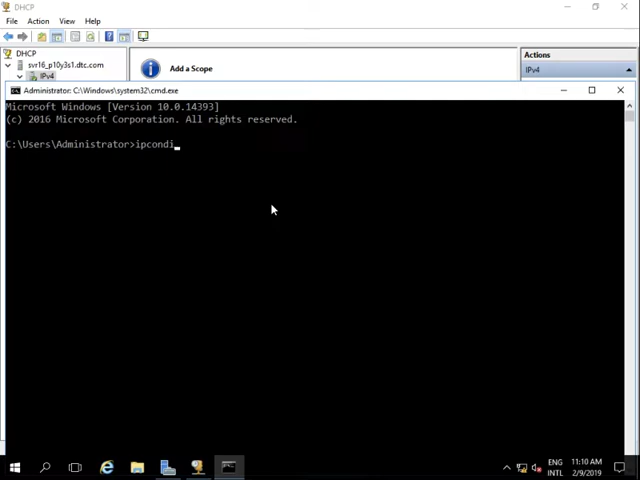 DHCP
File Action View Help
DHCP
svr16_p10y3s1.dtc.com
IPv4
Add a Scope
Actions
IPv4
Administrator: C:\Windows\system32\cmd.exe
Microsoft Windows [Version 10.0.14393]
(c) 2016 Microsoft Corporation. All rights reserved.
C:\Users\Administrator>ipcondi_
ENG
INTL
11:10 AM
2/9/2019